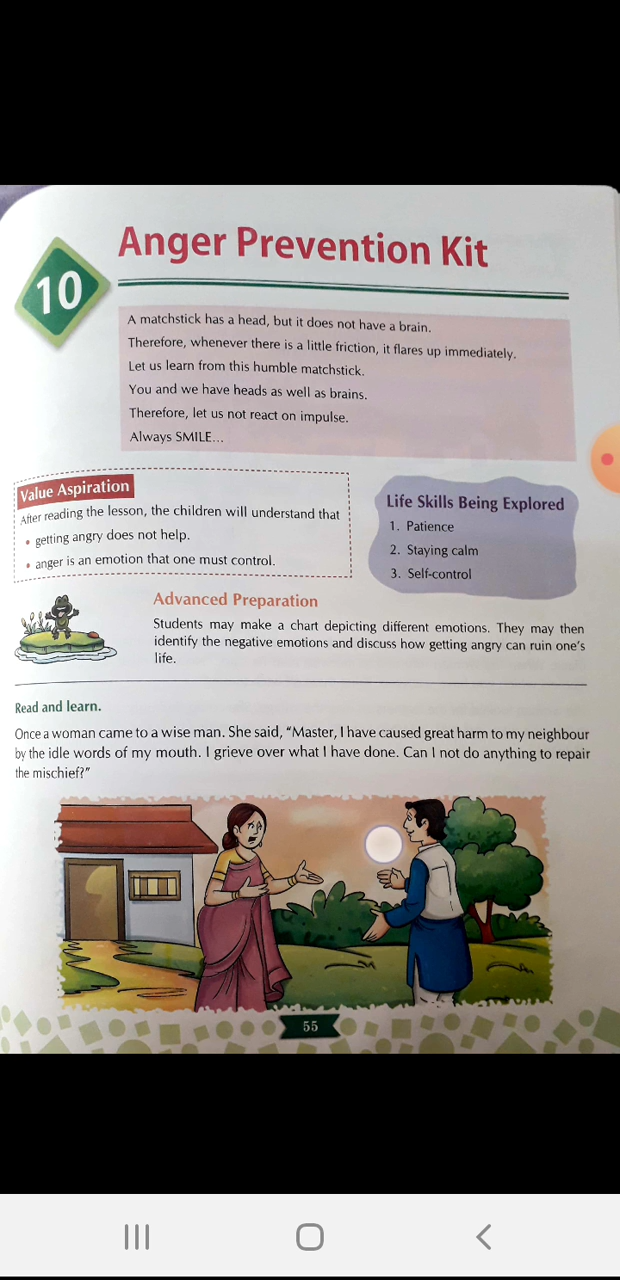 10
Anger Prevention Kit
A matchstick has a head, but it does not have a brain.
Therefore, whenever there is a little friction, it flares up immediately.
Let us learn from this humble matchstick.
You and we have heads as well as brains.
Therefore, let us not react on impulse.
Always SMILE...
Value Aspiration
After reading the lesson, the children will understand that
• getting angry does not help.
• anger is an emotion that one must control.
Life Skills Being Explored
1. Patience
2. Staying calm
3. Self-control
Advanced Preparation
Students may make a chart depicting different emotions. They may then
identify the negative emotions and discuss how getting angry can ruin one's
life.
Read and learn.
Once a woman came to a wise man. She said, "Master, I have caused great harm to my neighbour
by the idle words of my mouth. I grieve over what I have done. Can I not do anything to repair
the mischief?"
55